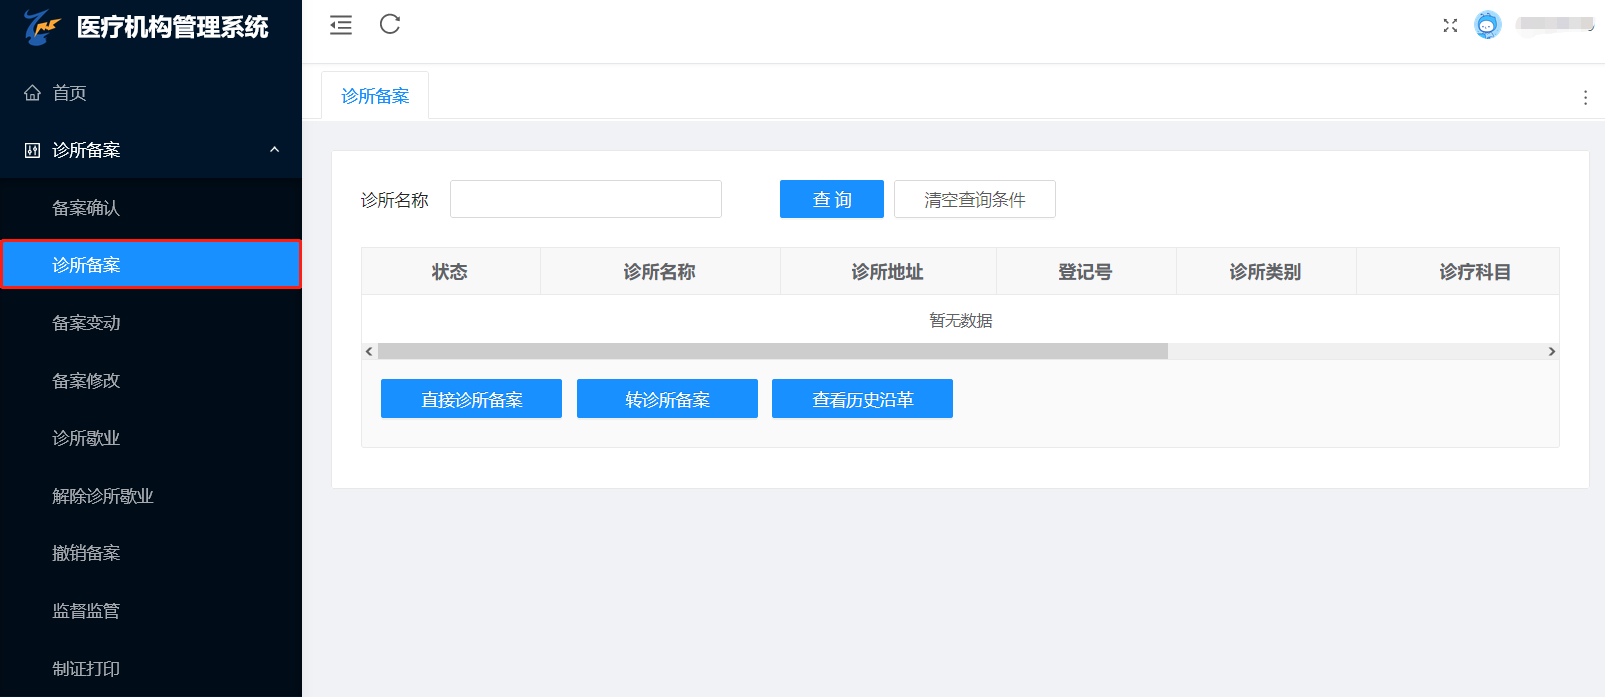 医疗机构管理系统
首页
诊所备案
备案确认
诊所备案
备案变动
备案修改
诊所歇业
解除诊所歇业
撤销备案
监督监管
制证打印
诊所备案
诊所名称
查 询
清空查询条件
状态 诊所名称 诊所地址 登记号 诊所类别 诊疗科目
暂无数据
直接诊所备案 转诊所备案 查看历史沿革